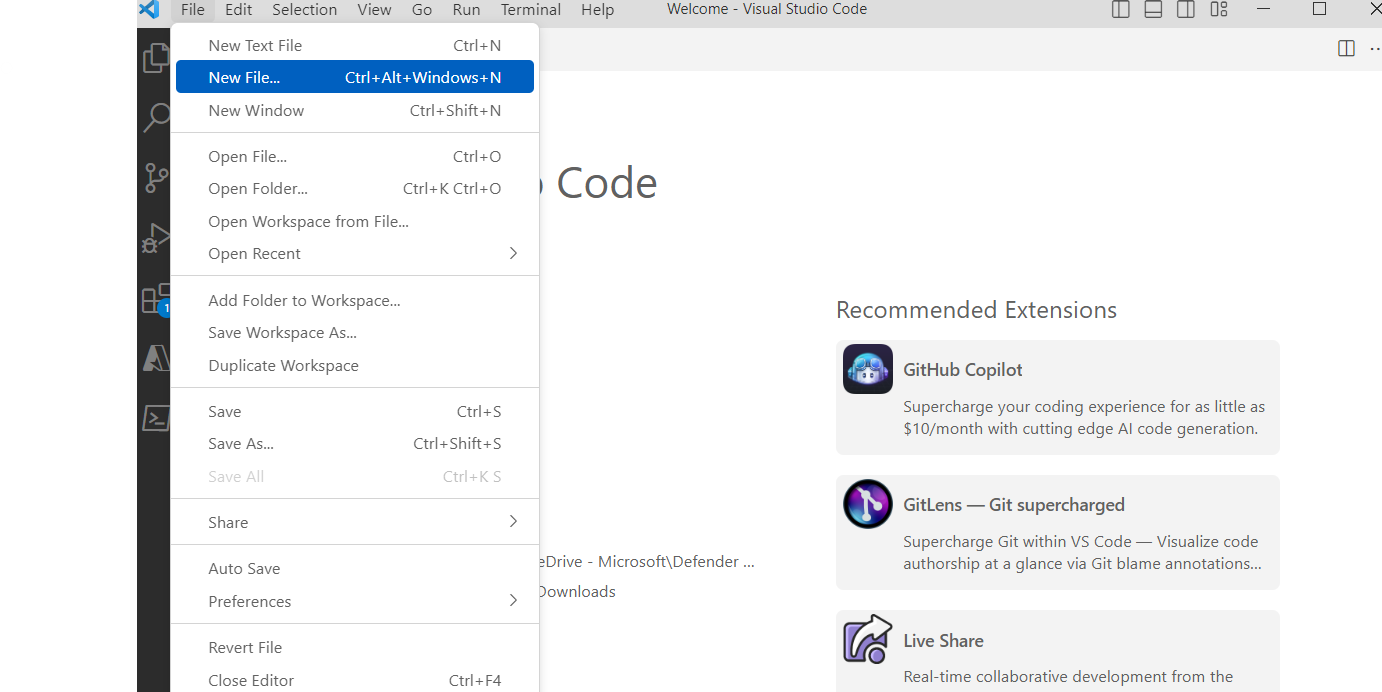 File Edit Selection View Go Run Terminal Help Welcome - Visual Studio Code
New Text File Ctrl+N
New File... Ctrl+Alt+Windows+N
New Window Ctrl+Shift+N
Open File... Ctrl+O
Open Folder... Ctrl+K Ctrl+O
Open Workspace from File...
Open Recent
Add Folder to Workspace...
Save Workspace As...
Duplicate Workspace
Save Ctrl+S
Save As... Ctrl+Shift+S
Save All Ctrl+K S
Share
Auto Save
Preferences
Revert File
Close Editor Ctrl+F4
1
Code
eDrive - Microsoft\Defender ...
Downloads
Recommended Extensions
GitHub Copilot
Supercharge your coding experience for as little as
$10/month with cutting edge AI code generation.
GitLens — Git supercharged
Supercharge Git within VS Code — Visualize code
authorship at a glance via Git blame annotations...
Live Share
Real-time collaborative development from the